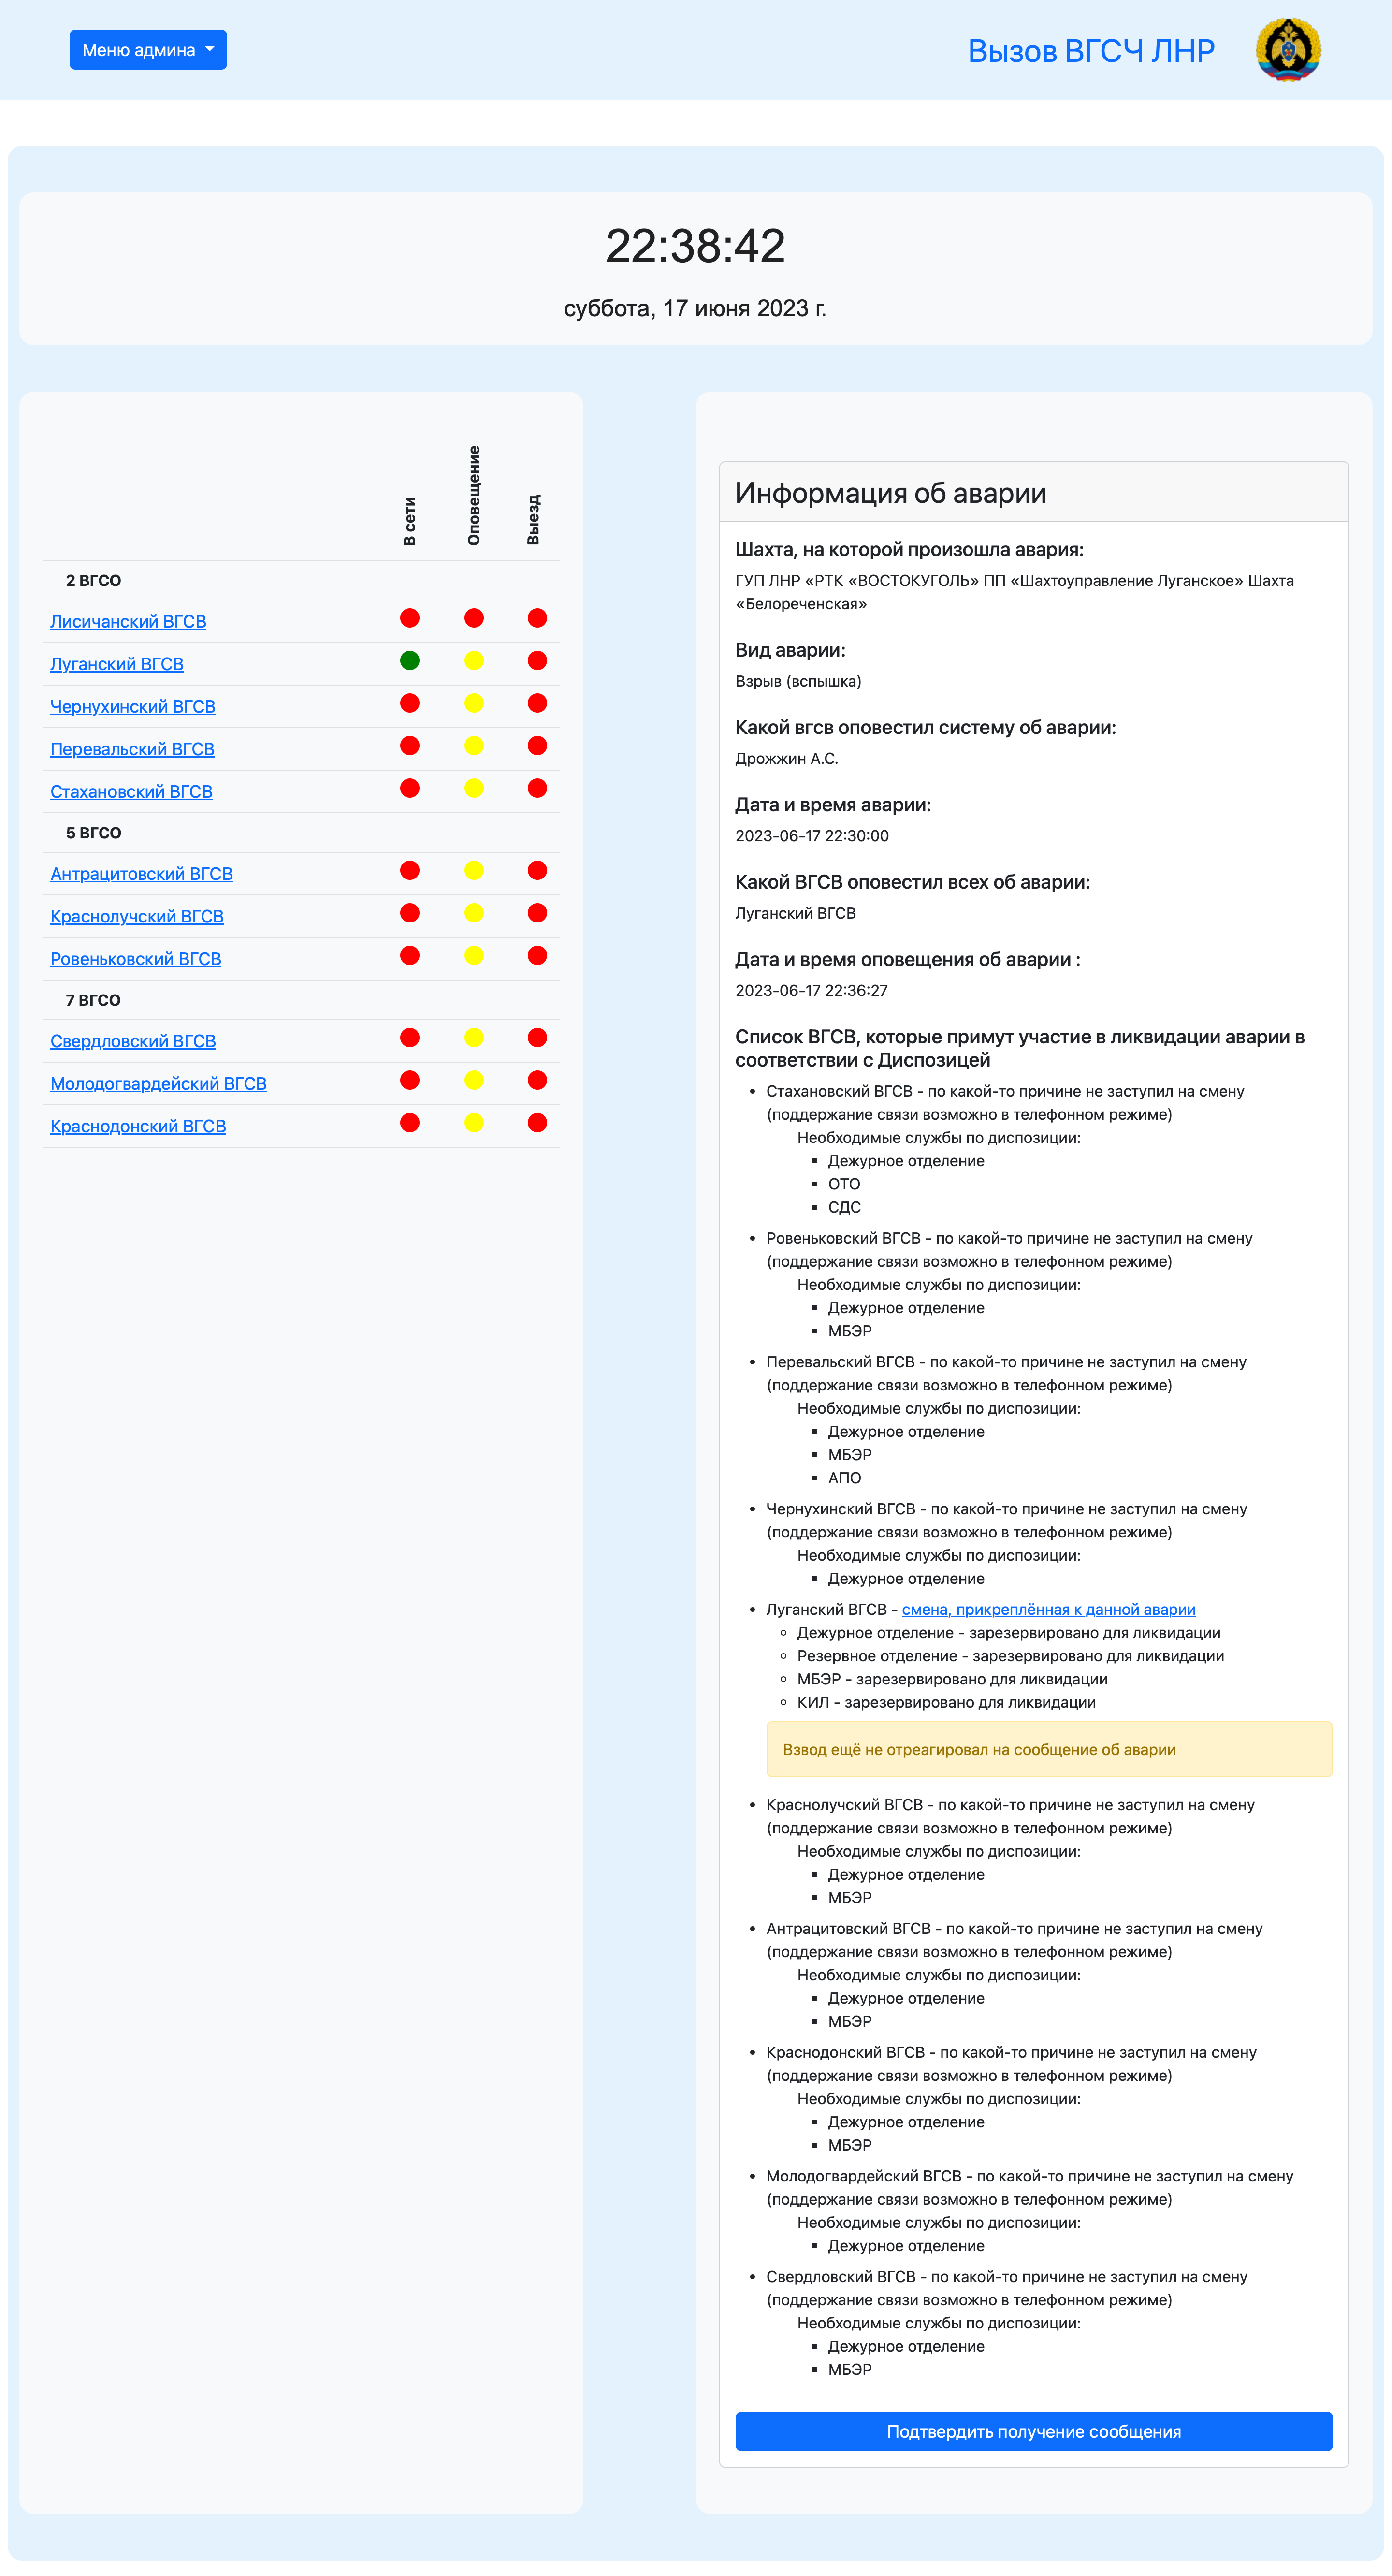 Меню админа
Вызов ВГСЧ ЛНР
22:38:42
суббота, 17 июня 2023 г.
В сети
Оповещение
Выезд
2 ВГСО
Лисичанский ВГСВ
Луганский ВГСВ
Чернухинский ВГСВ
Перевальский ВГСВ
Стахановский ВГСВ
5 ВГСО
Антрацитовский ВГСВ
Краснолучский ВГСВ
Ровеньковский ВГСВ
7 ВГСО
Свердловский ВГСВ
Молодогвардейский ВГСВ
Краснодонский ВГСВ
Информация об аварии
Шахта, на которой произошла авария:
ГУП ЛНР «РТК «ВОСТОКУГОЛЬ» ПП «Шахтоуправление Луганское» Шахта
«Белореченская»
Вид аварии:
Взрыв (вспышка)
Какой вгсв оповестил систему об аварии:
Дрожжин А.С.
Дата и время аварии:
2023-06-17 22:30:00
Какой ВГСВ оповестил всех об аварии:
Луганский ВГСВ
Дата и время оповещения об аварии :
2023-06-17 22:36:27
Список ВГСВ, которые примут участие в ликвидации аварии в
соответствии с Диспозицей
• Стахановский ВГСВ - по какой-то причине не заступил на смену
(поддержание связи возможно в телефонном режиме)
Необходимые службы по диспозиции:
▪ Дежурное отделение
▪ ОТО
▪ СДС
• Ровеньковский ВГСВ - по какой-то причине не заступил на смену
(поддержание связи возможно в телефонном режиме)
Необходимые службы по диспозиции:
▪ Дежурное отделение
▪ МБЭР
• Перевальский ВГСВ - по какой-то причине не заступил на смену
(поддержание связи возможно в телефонном режиме)
Необходимые службы по диспозиции:
▪ Дежурное отделение
▪ МБЭР
▪ АПО
• Чернухинский ВГСВ - по какой-то причине не заступил на смену
(поддержание связи возможно в телефонном режиме)
Необходимые службы по диспозиции:
▪ Дежурное отделение
• Луганский ВГСВ - смена, прикреплённая к данной аварии
◦ Дежурное отделение - зарезервировано для ликвидации
◦ Резервное отделение - зарезервировано для ликвидации
◦ МБЭР - зарезервировано для ликвидации
◦ КИЛ - зарезервировано для ликвидации
Взвод ещё не отреагировал на сообщение об аварии
• Краснолучский ВГСВ - по какой-то причине не заступил на смену
(поддержание связи возможно в телефонном режиме)
Необходимые службы по диспозиции:
▪ Дежурное отделение
▪ МБЭР
• Антрацитовский ВГСВ - по какой-то причине не заступил на смену
(поддержание связи возможно в телефонном режиме)
Необходимые службы по диспозиции:
▪ Дежурное отделение
▪ МБЭР
• Краснодонский ВГСВ - по какой-то причине не заступил на смену
(поддержание связи возможно в телефонном режиме)
Необходимые службы по диспозиции:
▪ Дежурное отделение
▪ МБЭР
• Молодогвардейский ВГСВ - по какой-то причине не заступил на смену
(поддержание связи возможно в телефонном режиме)
Необходимые службы по диспозиции:
▪ Дежурное отделение
• Свердловский ВГСВ - по какой-то причине не заступил на смену
(поддержание связи возможно в телефонном режиме)
Необходимые службы по диспозиции:
▪ Дежурное отделение
▪ МБЭР
Подтвердить получение сообщения